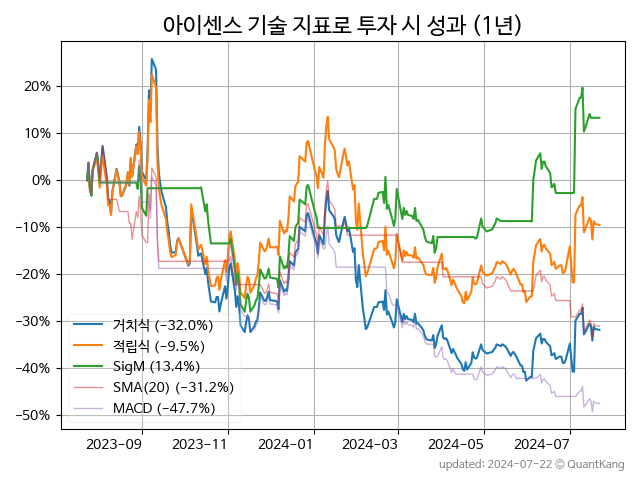 아이센스 기술 지표로 투자 시 성과 (1년)
20%
10%
0%
−10%
−20%
−30%
−40%
−50%
거치식 (−32.0%)
적립식 (−9.5%)
SigM (13.4%)
SMA(20) (−31.2%)
MACD (−47.7%)
2023-09
2023-11
2024-01
2024-03
2024-05
2024-07
updated: 2024-07-22 © QuantKang